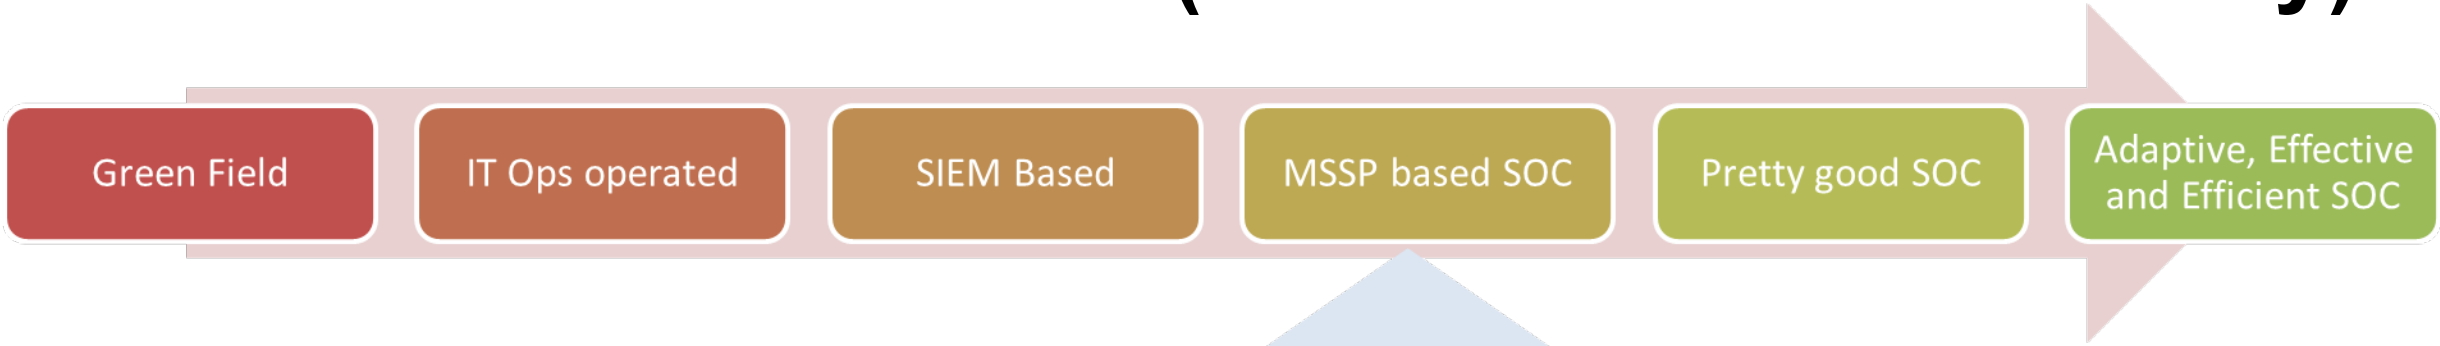 Green Field
IT Ops operated
SIEM Based
MSSP based SOC
Pretty good SOC
Adaptive, Effective
and Efficient SOC